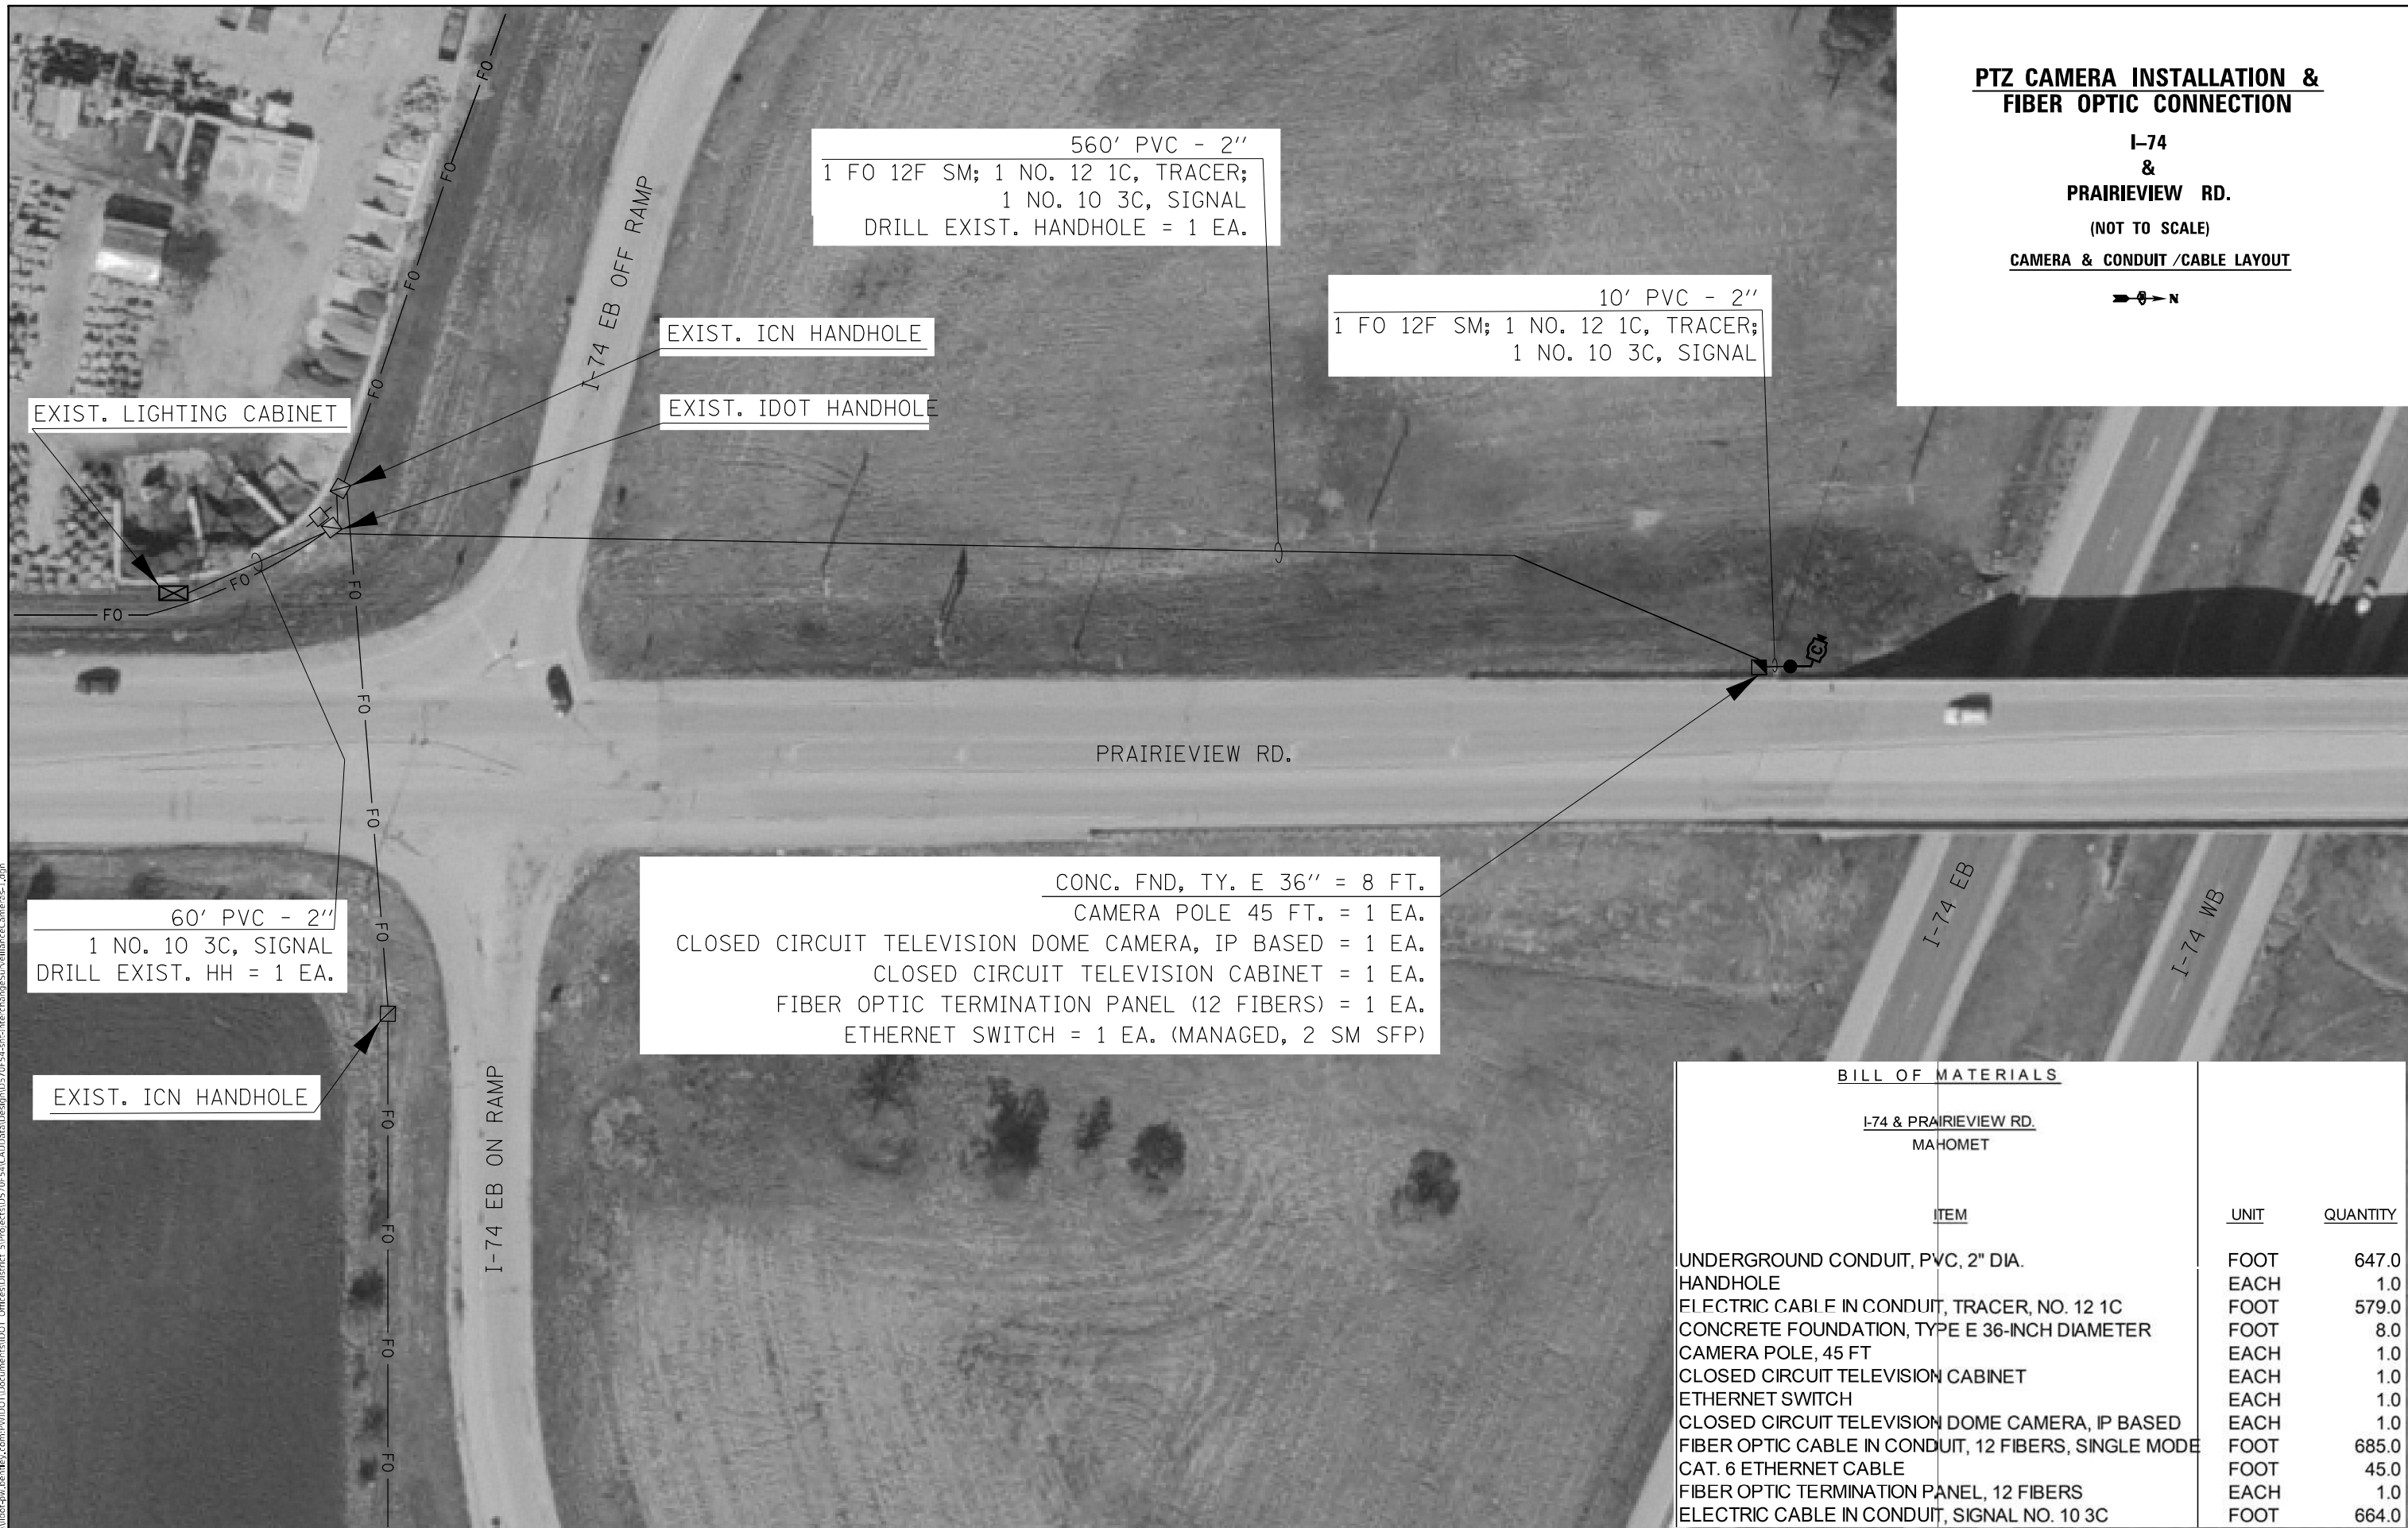 PTZ CAMERA INSTALLATION &
FIBER OPTIC CONNECTION
I-74
&
PRAIRIEVIEW RD.
(NOT TO SCALE)
CAMERA & CONDUIT /CABLE LAYOUT
N
560' PVC - 2''
1 FO 12F SM; 1 NO. 12 1C, TRACER;
1 NO. 10 3C, SIGNAL
DRILL EXIST. HANDHOLE = 1 EA.
10' PVC - 2''
1 FO 12F SM; 1 NO. 12 1C, TRACER;
1 NO. 10 3C, SIGNAL
I-74 EB OFF RAMP
EXIST. ICN HANDHOLE
EXIST. IDOT HANDHOLE
EXIST. LIGHTING CABINET
FO
FO
FO
FO
FO
FO
FO
FO
FO
FO
FO
FO
FO
FO
C
PRAIRIEVIEW RD.
60' PVC - 2''
1 NO. 10 3C, SIGNAL
DRILL EXIST. HH = 1 EA.
CONC. FND, TY. E 36'' = 8 FT.
CAMERA POLE 45 FT. = 1 EA.
CLOSED CIRCUIT TELEVISION DOME CAMERA, IP BASED = 1 EA.
CLOSED CIRCUIT TELEVISION CABINET = 1 EA.
FIBER OPTIC TERMINATION PANEL (12 FIBERS) = 1 EA.
ETHERNET SWITCH = 1 EA. (MANAGED, 2 SM SFP)
I-74 EB
I-74 WB
EXIST. ICN HANDHOLE
I-74 EB ON RAMP
BILL OF MATERIALS
I-74 & PRAIRIEVIEW RD.
MAHOMET
ITEM UNIT QUANTITY
UNDERGROUND CONDUIT, PVC, 2" DIA. FOOT 647.0
HANDHOLE EACH 1.0
ELECTRIC CABLE IN CONDUIT, TRACER, NO. 12 1C FOOT 579.0
CONCRETE FOUNDATION, TYPE E 36-INCH DIAMETER FOOT 8.0
CAMERA POLE, 45 FT EACH 1.0
CLOSED CIRCUIT TELEVISION CABINET EACH 1.0
ETHERNET SWITCH EACH 1.0
CLOSED CIRCUIT TELEVISION DOME CAMERA, IP BASED EACH 1.0
FIBER OPTIC CABLE IN CONDUIT, 12 FIBERS, SINGLE MODE FOOT 685.0
CAT. 6 ETHERNET CABLE FOOT 45.0
FIBER OPTIC TERMINATION PANEL, 12 FIBERS EACH 1.0
ELECTRIC CABLE IN CONDUIT, SIGNAL NO. 10 3C FOOT 664.0